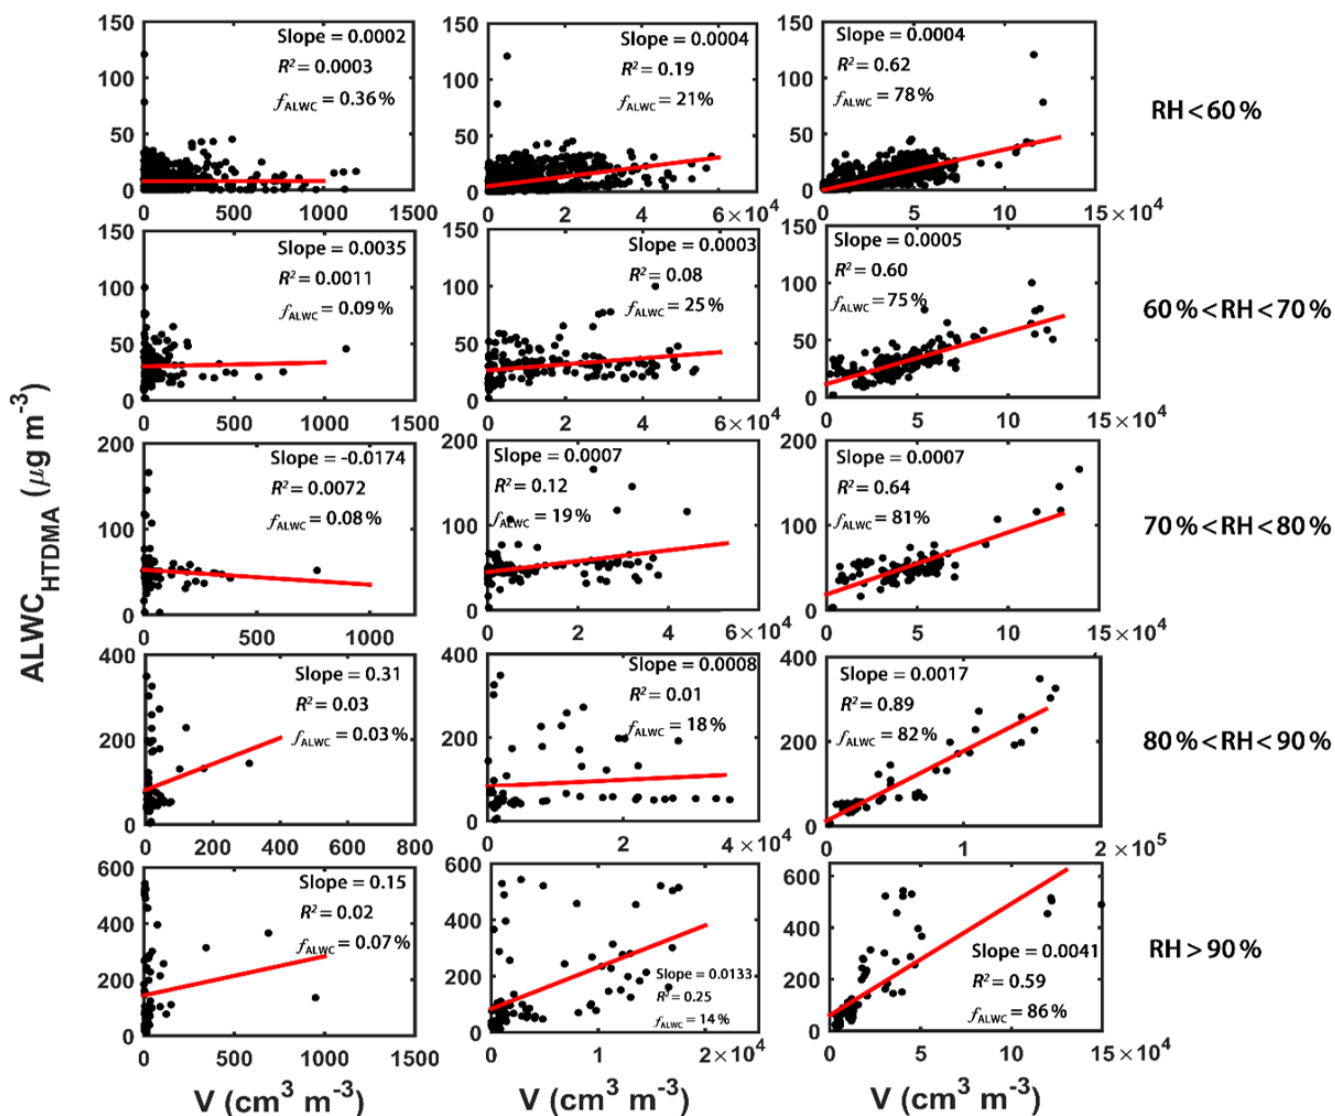 ALWC_HTDMA (μg m⁻³)
150
100
50
0
Slope = 0.0002
R² = 0.0003
f_ALWC = 0.36%
0 500 1000 1500
150
100
50
0
Slope = 0.0004
R² = 0.19
f_ALWC = 21%
0 2 4 6×10⁴
150
100
50
0
Slope = 0.0004
R² = 0.62
f_ALWC = 78%
0 5 10 15×10⁴
RH<60%
150
100
50
0
Slope = 0.0035
R² = 0.0011
f_ALWC = 0.09%
0 500 1000 1500
150
100
50
0
Slope = 0.0003
R² = 0.08
f_ALWC = 25%
0 2 4 6×10⁴
150
100
50
0
Slope = 0.0005
R² = 0.60
f_ALWC = 75%
0 5 10 15×10⁴
60%<RH<70%
200
100
0
Slope = -0.0174
R² = 0.0072
f_ALWC = 0.08%
0 500 1000
200
100
0
Slope = 0.0007
R² = 0.12
f_ALWC = 19%
0 2 4 6×10⁴
200
100
0
Slope = 0.0007
R² = 0.64
f_ALWC = 81%
0 5 10 15×10⁴
70%<RH<80%
400
200
0
Slope = 0.31
R² = 0.03
f_ALWC = 0.03%
0 200 400 600 800
400
200
0
Slope = 0.0008
R² = 0.01
f_ALWC = 18%
0 2 4×10⁴
400
200
0
Slope = 0.0017
R² = 0.89
f_ALWC = 82%
0 1 2×10⁵
80%<RH<90%
600
400
200
0
Slope = 0.15
R² = 0.02
f_ALWC = 0.07%
0 500 1000 1500
V (cm³ m⁻³)
600
400
200
0
Slope = 0.0133
R² = 0.25
f_ALWC = 14%
0 1 2×10⁴
V (cm³ m⁻³)
600
400
200
0
Slope = 0.0041
R² = 0.59
f_ALWC = 86%
0 5 10 15×10⁴
V (cm³ m⁻³)
RH>90%